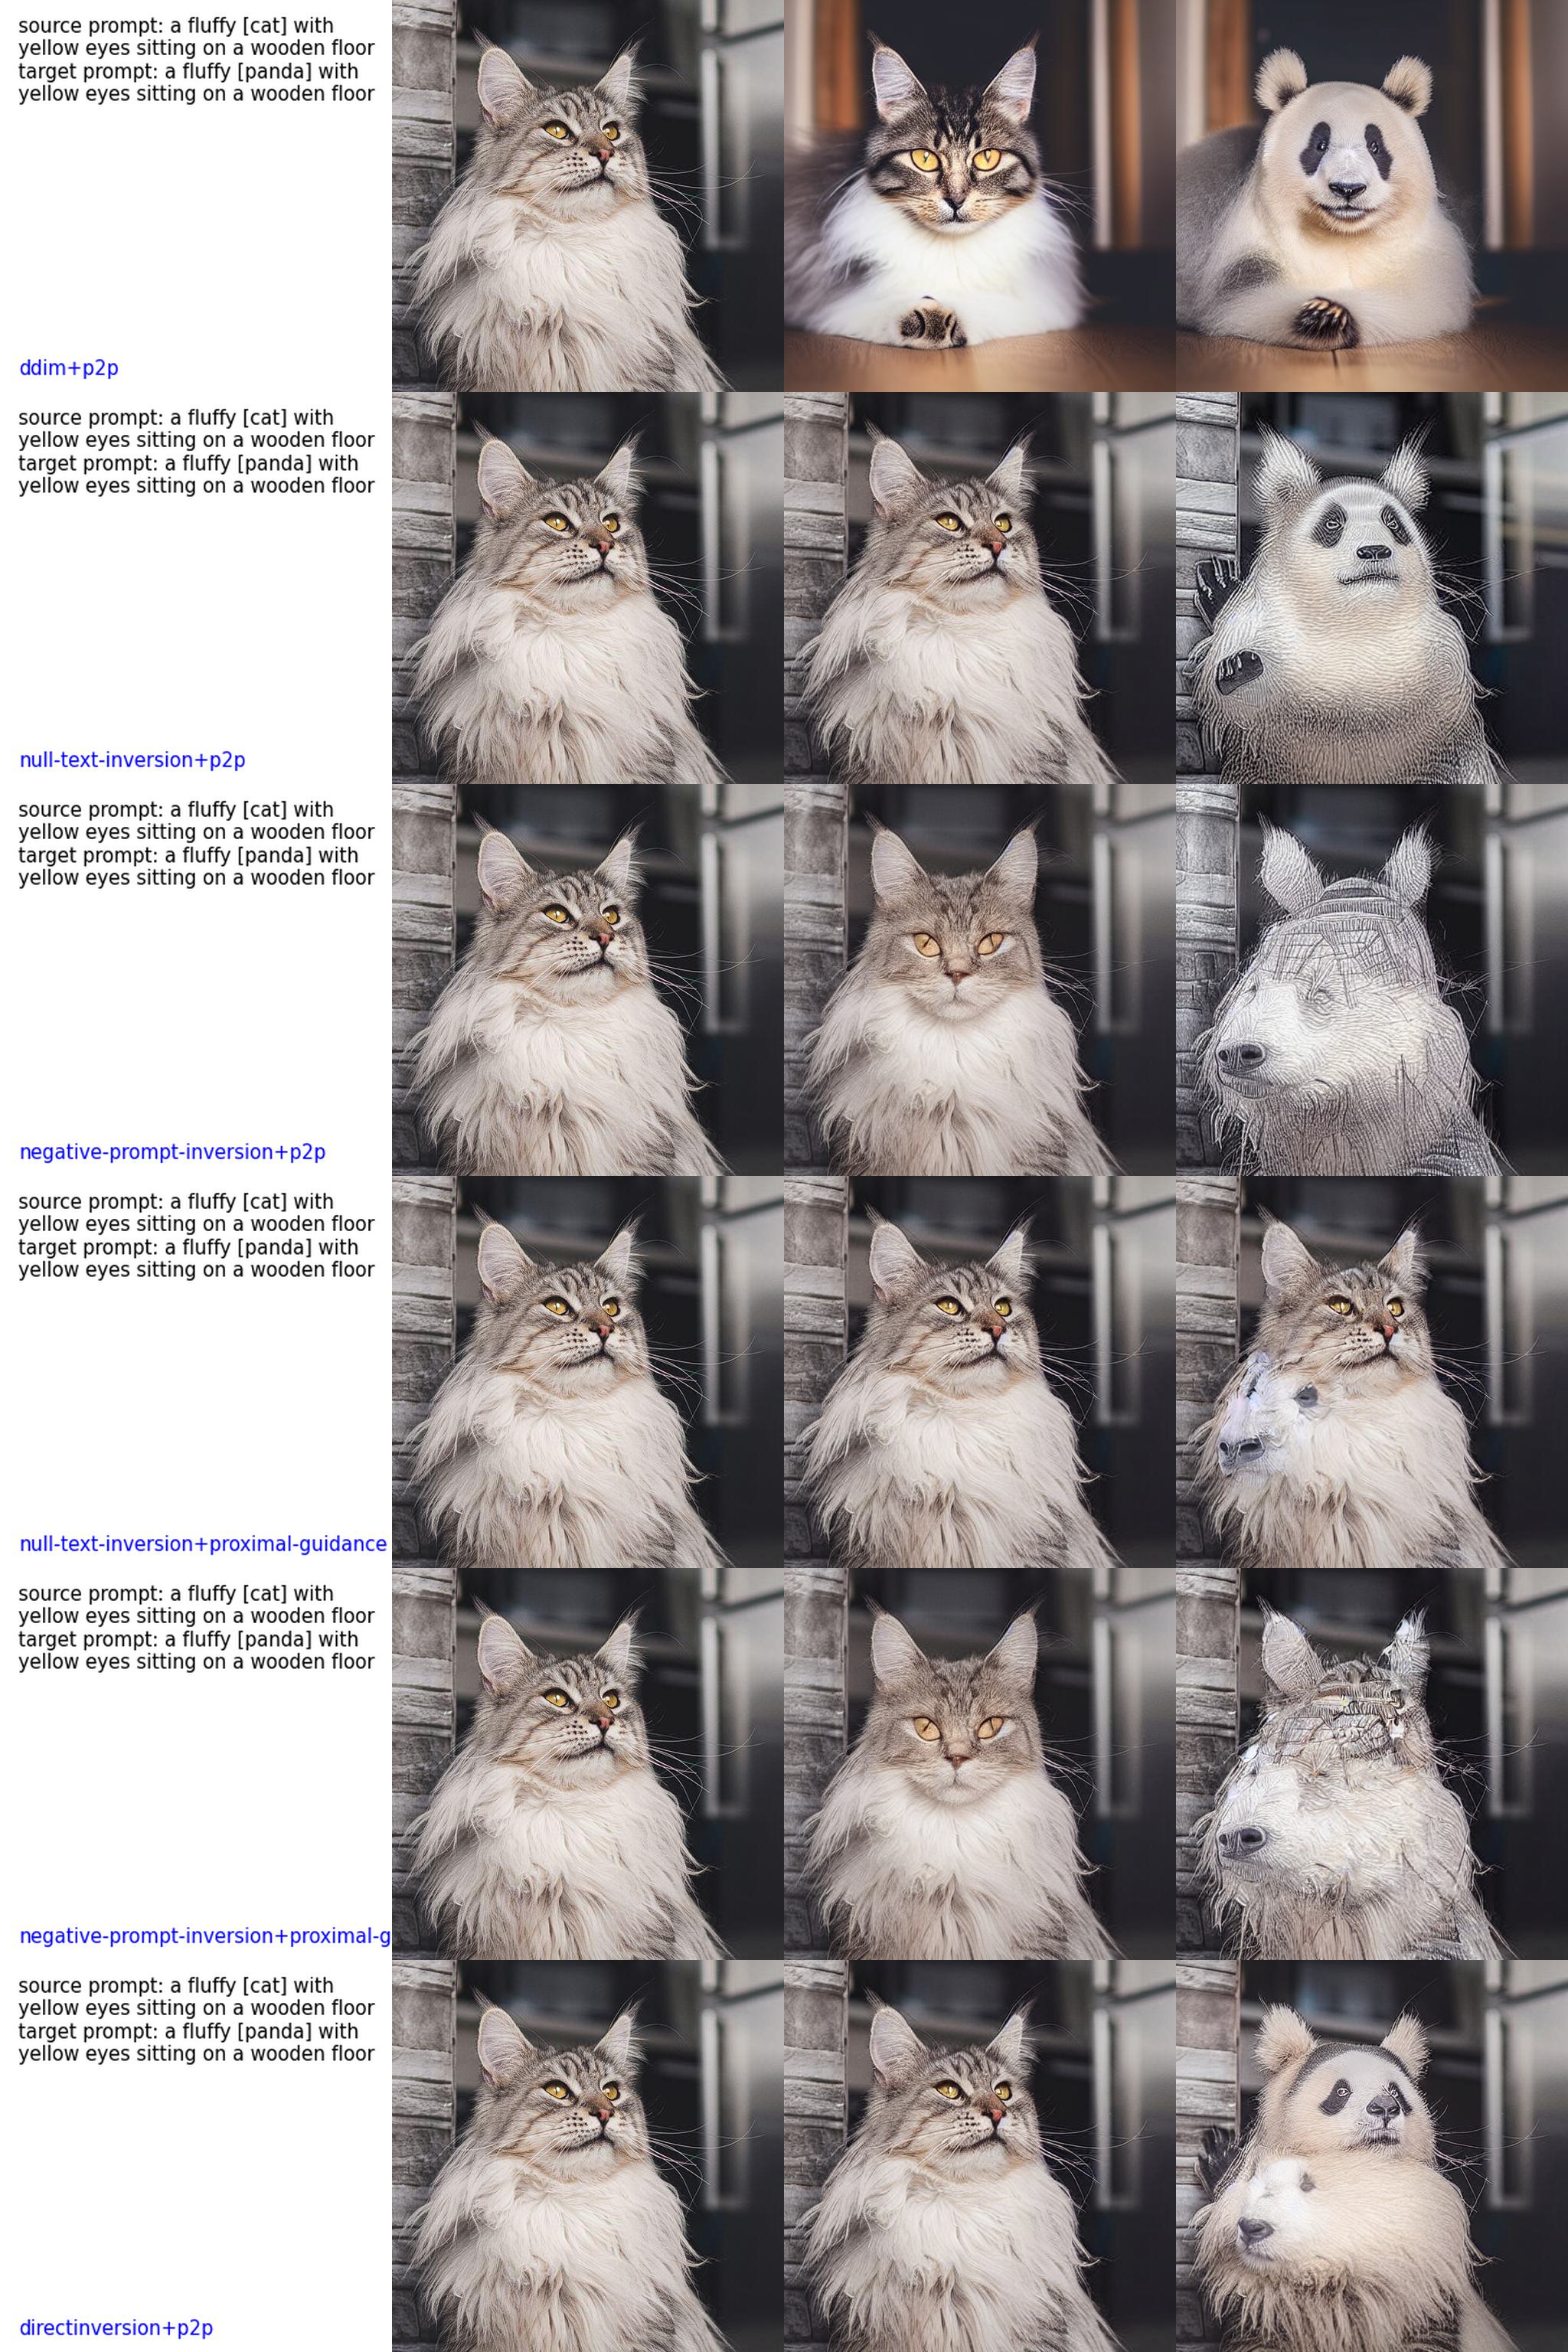 source prompt: a fluffy [cat] with
yellow eyes sitting on a wooden floor
target prompt: a fluffy [panda] with
yellow eyes sitting on a wooden floor
ddim+p2p
source prompt: a fluffy [cat] with
yellow eyes sitting on a wooden floor
target prompt: a fluffy [panda] with
yellow eyes sitting on a wooden floor
null-text-inversion+p2p
source prompt: a fluffy [cat] with
yellow eyes sitting on a wooden floor
target prompt: a fluffy [panda] with
yellow eyes sitting on a wooden floor
negative-prompt-inversion+p2p
source prompt: a fluffy [cat] with
yellow eyes sitting on a wooden floor
target prompt: a fluffy [panda] with
yellow eyes sitting on a wooden floor
null-text-inversion+proximal-guidance
source prompt: a fluffy [cat] with
yellow eyes sitting on a wooden floor
target prompt: a fluffy [panda] with
yellow eyes sitting on a wooden floor
negative-prompt-inversion+proximal-g
source prompt: a fluffy [cat] with
yellow eyes sitting on a wooden floor
target prompt: a fluffy [panda] with
yellow eyes sitting on a wooden floor
directinversion+p2p